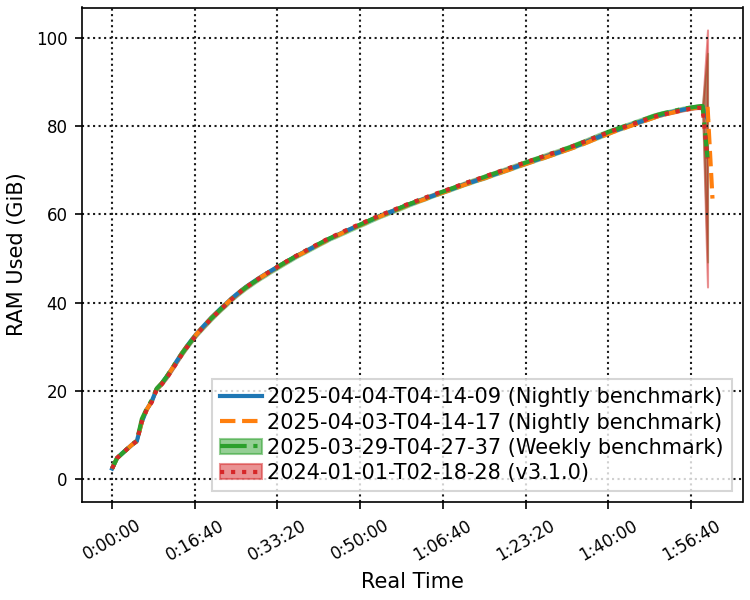 100
80
60
40
20
0
RAM Used (GiB)
2025-04-04-T04-14-09 (Nightly benchmark)
2025-04-03-T04-14-17 (Nightly benchmark)
2025-03-29-T04-27-37 (Weekly benchmark)
2024-01-01-T02-18-28 (v3.1.0)
0:00:00 0:16:40 0:33:20 0:50:00 1:06:40 1:23:20 1:40:00 1:56:40
Real Time